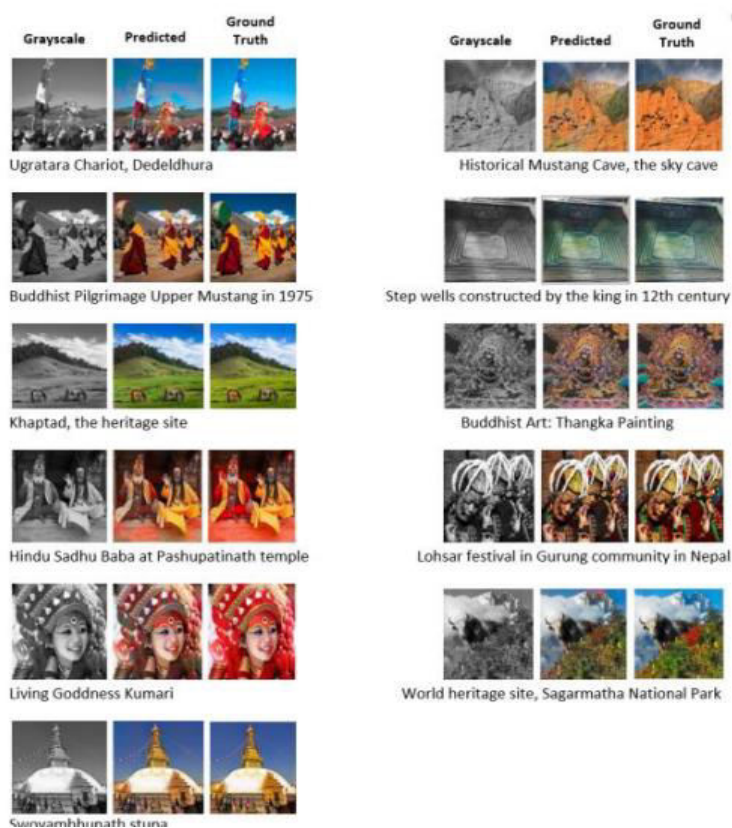 Grayscale Predicted Ground Truth
Ugratara Chariot, Dedeldhura
Buddhist Pilgrimage Upper Mustang in 1975
Khaptad, the heritage site
Hindu Sadhu Baba at Pashupatinath temple
Living Goddness Kumari
Swoyambhunath stupa
Grayscale Predicted Ground Truth
Historical Mustang Cave, the sky cave
Step wells constructed by the king in 12th century
Buddhist Art: Thangka Painting
Lohsar festival in Gurung community in Nepal
World heritage site, Sagarmatha National Park